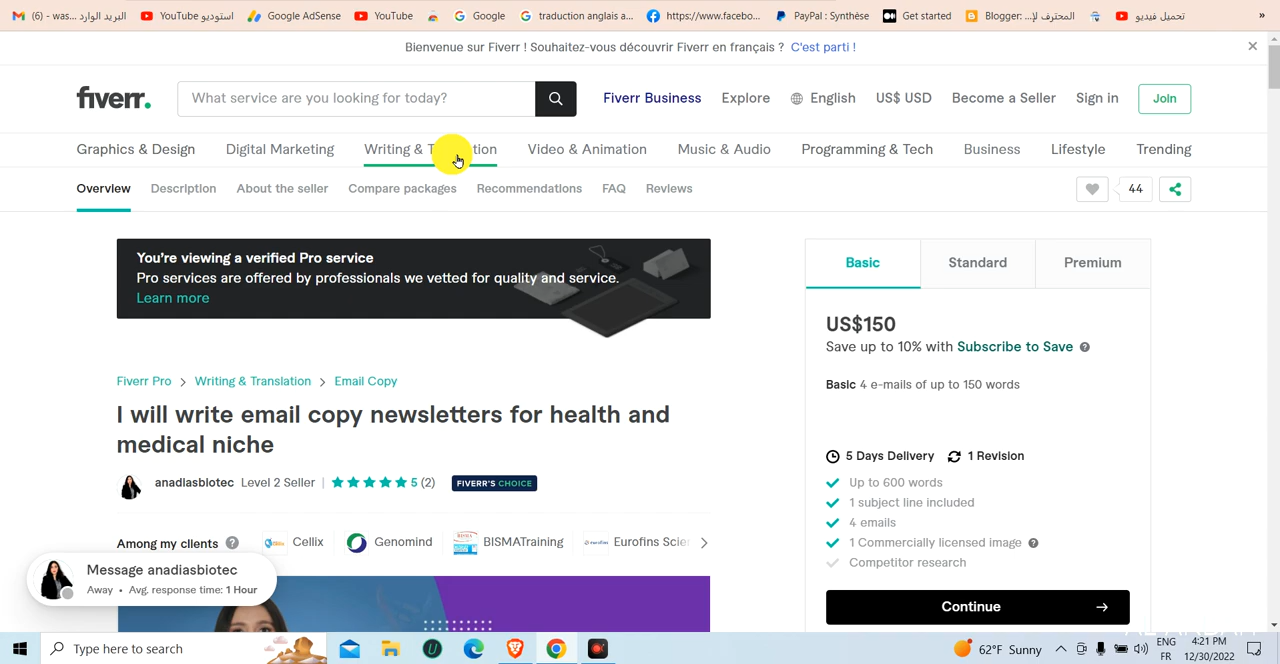 (6) - was... البريد الوارد
YouTube استوديو
Google AdSense
YouTube
Google
traduction anglais a...
https://www.facebo...
PayPal : Synthèse
Get started
Blogger: ...المحترف لإ
تحميل فيديو
»
Bienvenue sur Fiverr ! Souhaitez-vous découvrir Fiverr en français ? C'est parti !
fiverr.
What service are you looking for today?
Fiverr Business
Explore
English
US$ USD
Become a Seller
Sign in
Join
Graphics & Design
Digital Marketing
Writing & Translation
Video & Animation
Music & Audio
Programming & Tech
Business
Lifestyle
Trending
Overview
Description
About the seller
Compare packages
Recommendations
FAQ
Reviews
44
You're viewing a verified Pro service
Pro services are offered by professionals we vetted for quality and service.
Learn more
Basic
Standard
Premium
US$150
Save up to 10% with Subscribe to Save
Basic 4 e-mails of up to 150 words
5 Days Delivery
1 Revision
Up to 600 words
1 subject line included
4 emails
1 Commercially licensed image
Competitor research
Continue
Fiverr Pro > Writing & Translation > Email Copy
I will write email copy newsletters for health and
medical niche
anadiasbiotec Level 2 Seller | 5 (2) FIVERR'S CHOICE
Among my clients
Cellix
Genomind
BISMATraining
Eurofins Scie
Message anadiasbiotec
Away • Avg. response time: 1 Hour
Type here to search
62°F Sunny
ENG
FR
4:21 PM
12/30/2022